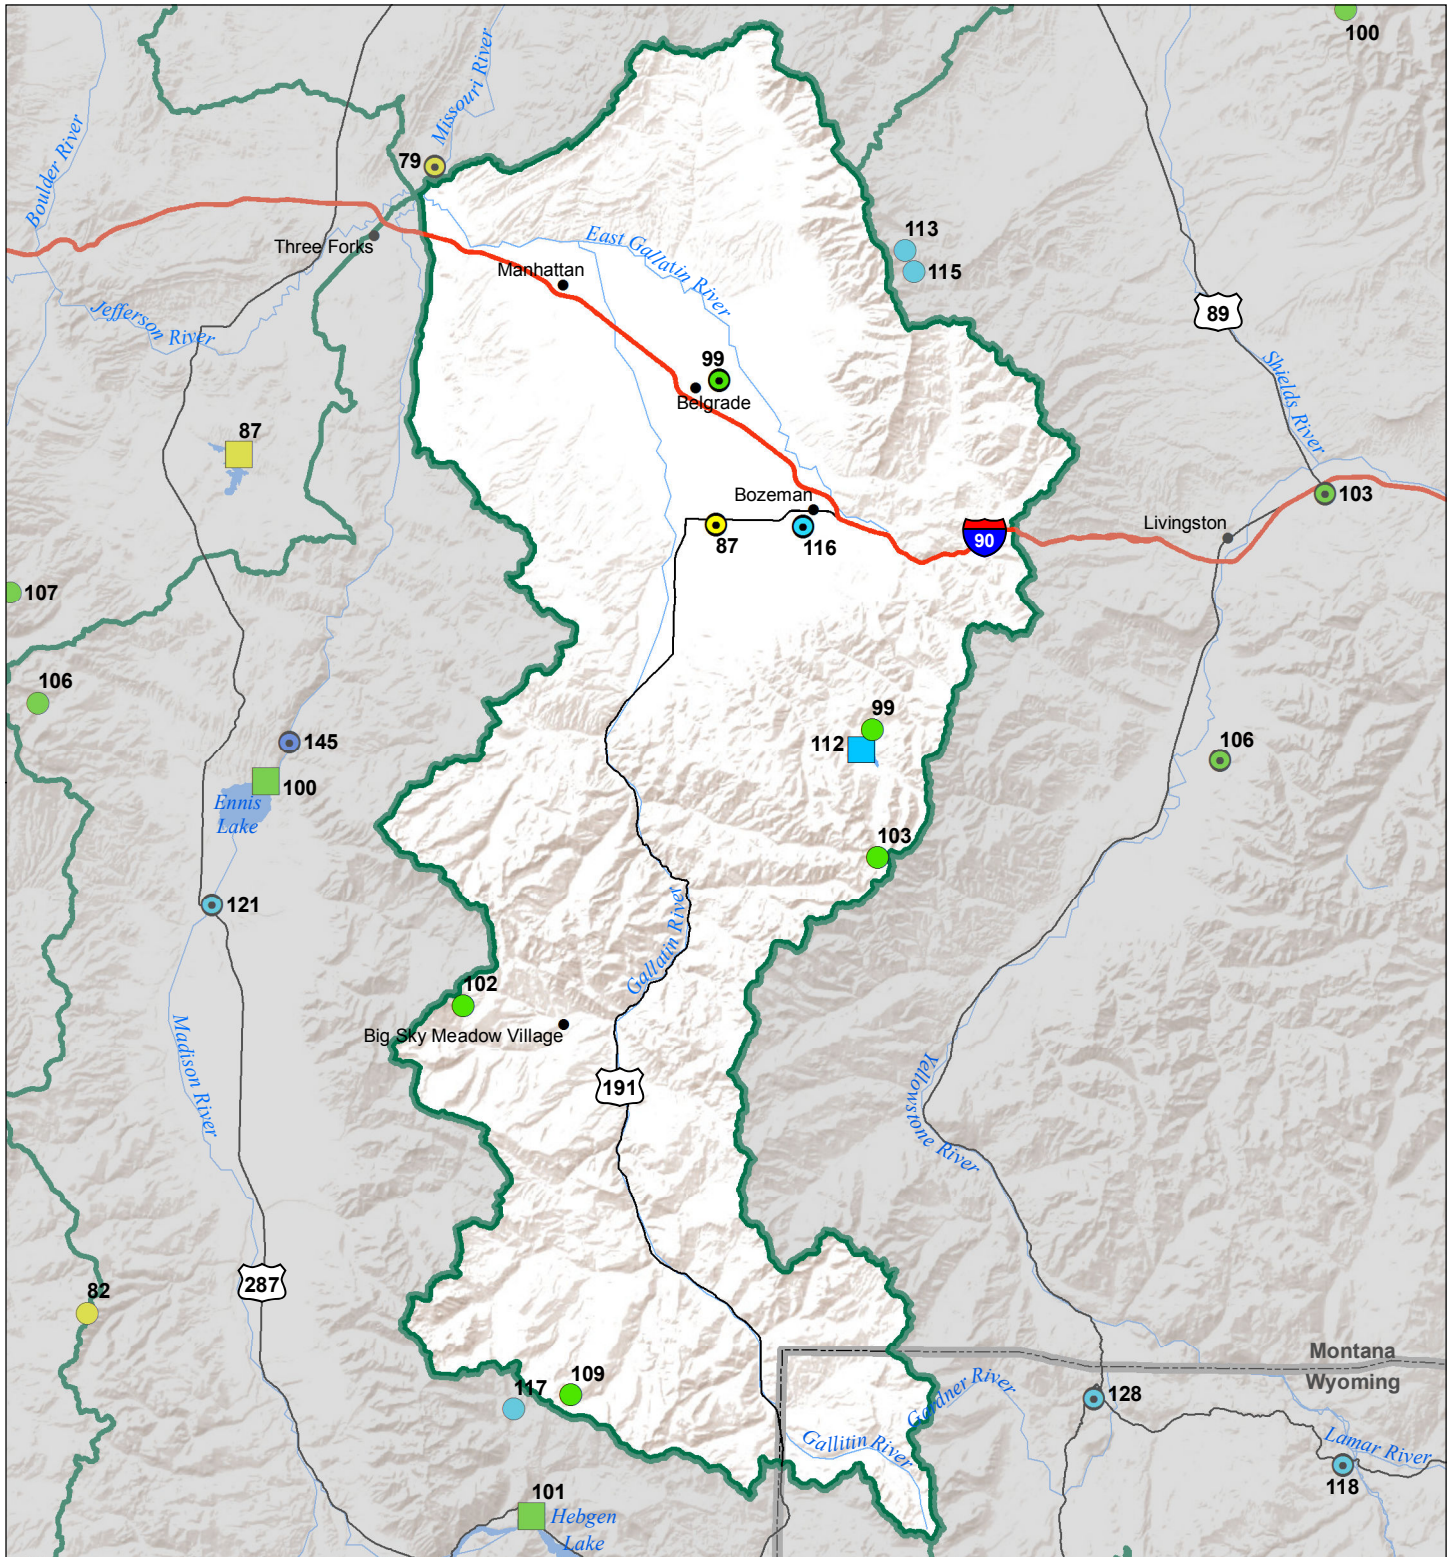 100
Missouri River
Boulder River
79
Three Forks
East Gallatin River
113
115
Manhattan
89
Jefferson River
Shields River
99
Belgrade
87
103
Bozeman
87
116
90
Livingston
107
106
99
112
145
106
100
Ennis
Lake
103
121
Gallatin River
102
Big Sky Meadow Village
Madison River
191
Yellowstone River
287
82
Montana
Wyoming
109
117
Gardner River
128
Gallitin River
Lamar River
118
101
Hebgen
Lake